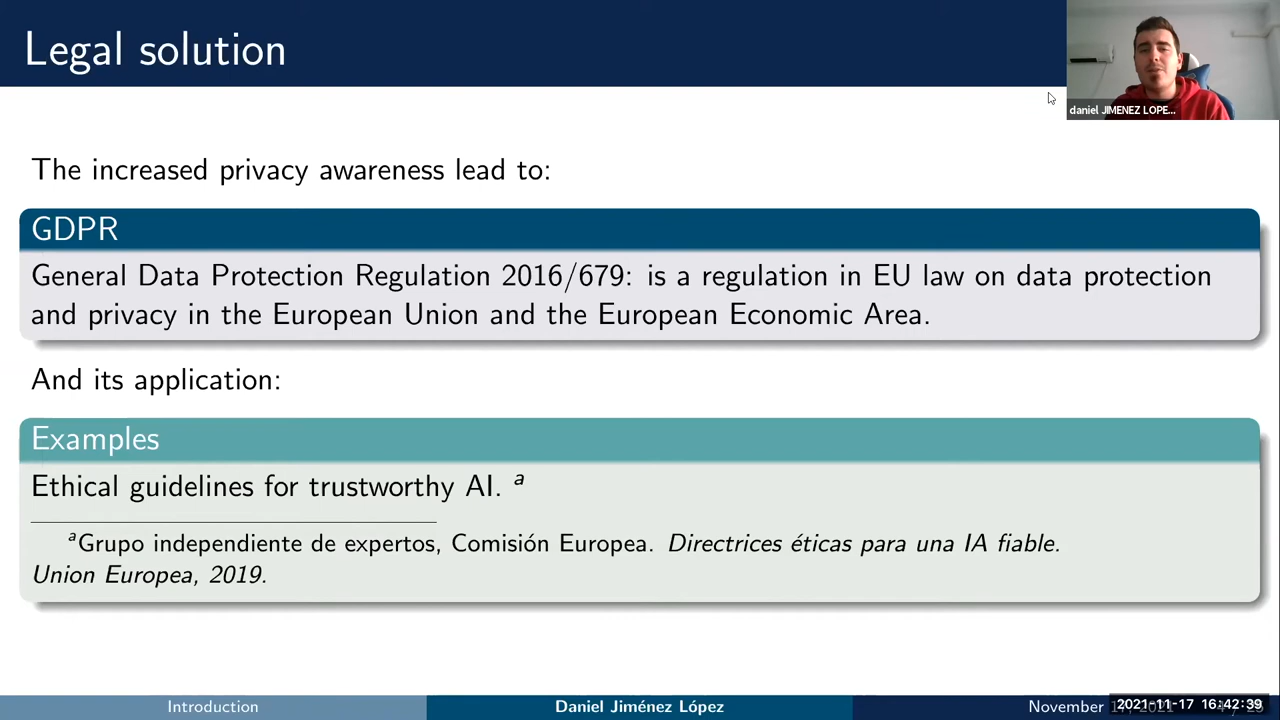 Legal solution
daniel JIMENEZ LOPE...
The increased privacy awareness lead to:
GDPR
General Data Protection Regulation 2016/679: is a regulation in EU law on data protection
and privacy in the European Union and the European Economic Area.
And its application:
Examples
Ethical guidelines for trustworthy AI. a
aGrupo independiente de expertos, Comisión Europea. Directrices éticas para una IA fiable.
Union Europea, 2019.
Introduction
Daniel Jiménez López
November
2021-11-17 16:42:39